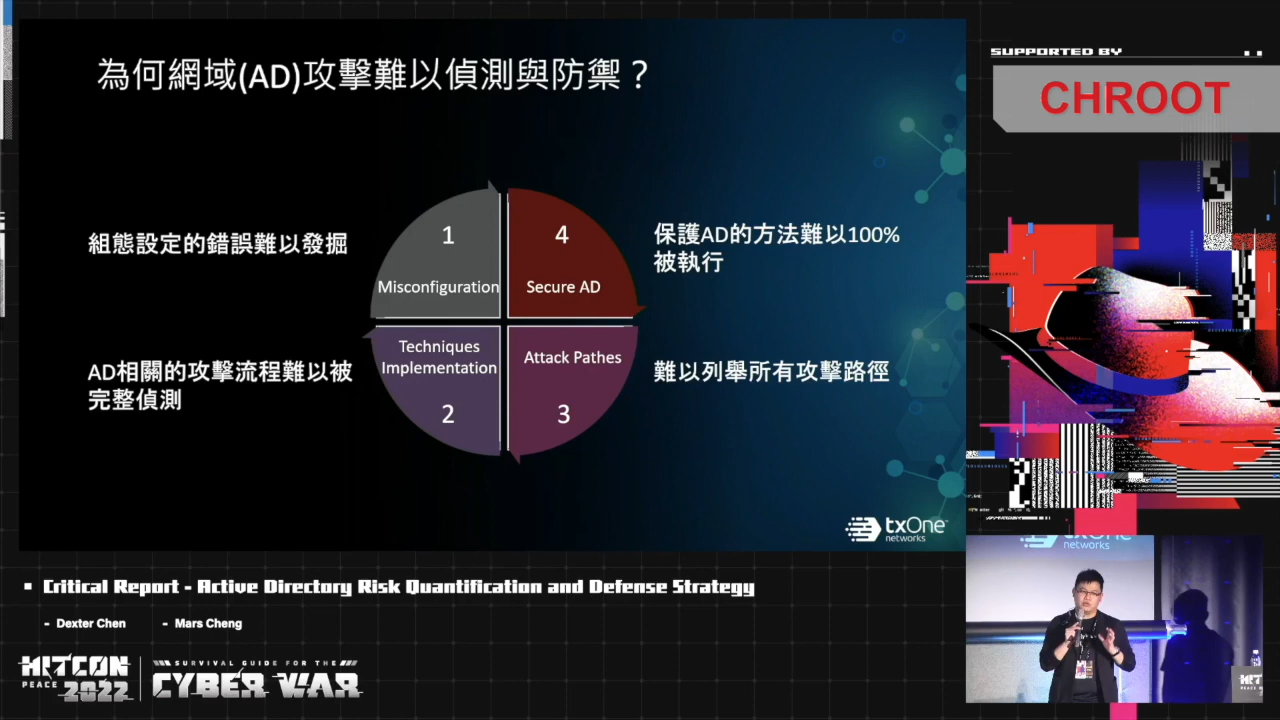 為何網域(AD)攻擊難以偵測與防禦？
組態設定的錯誤難以發掘
1
Misconfiguration
4
Secure AD
保護AD的方法難以100%
被執行
AD相關的攻擊流程難以被
完整偵測
Techniques
Implementation
2
Attack Pathes
3
難以列舉所有攻擊路徑
txOne
networks
SUPPORTED BY
CHROOT
txOne
networks
Critical Report - Active Directory Risk Quantification and Defense Strategy
- Dexter Chen
- Mars Cheng
HITCON
PEACE 2022
SURVIVAL GUIDE FOR THE
CYBER WAR